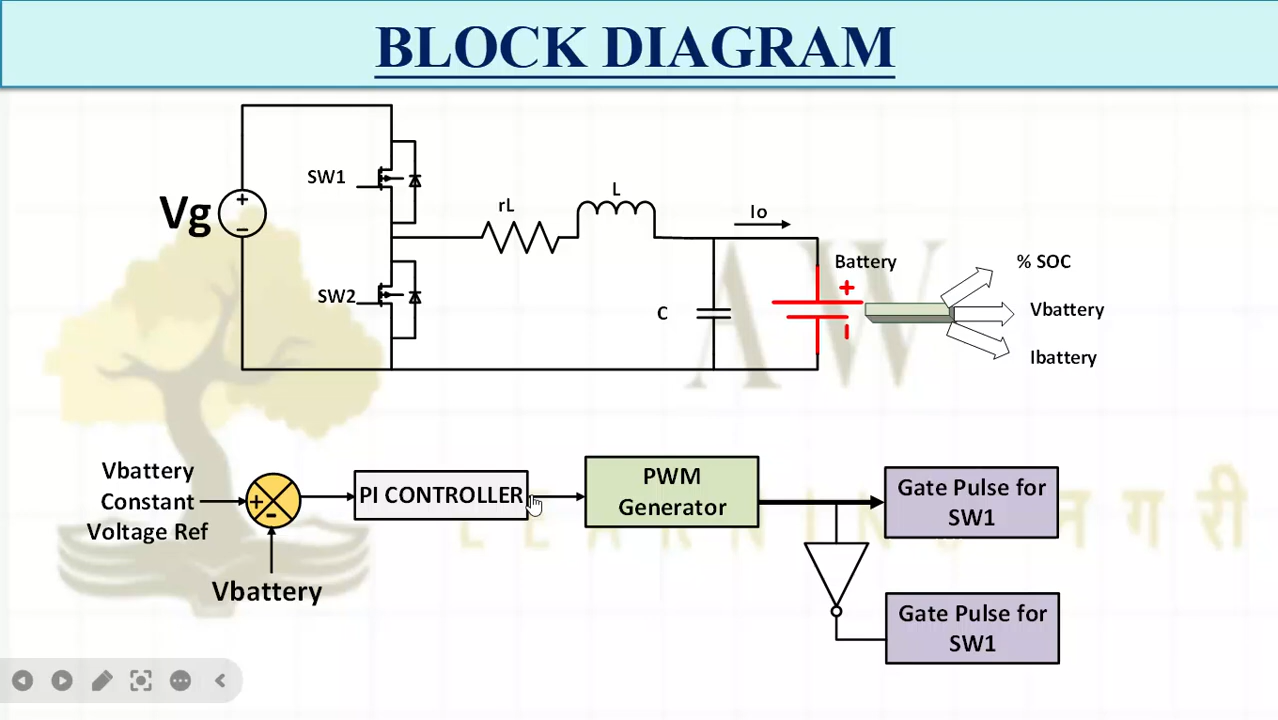 BLOCK DIAGRAM
SW1
Vg
+
−
rL
L
Io
SW2
C
Battery
+
-
% SOC
Vbattery
Ibattery
AW
Vbattery
Constant
Voltage Ref
+
-
Vbattery
PI CONTROLLER
PWM
Generator
Gate Pulse for
SW1
Gate Pulse for
SW1